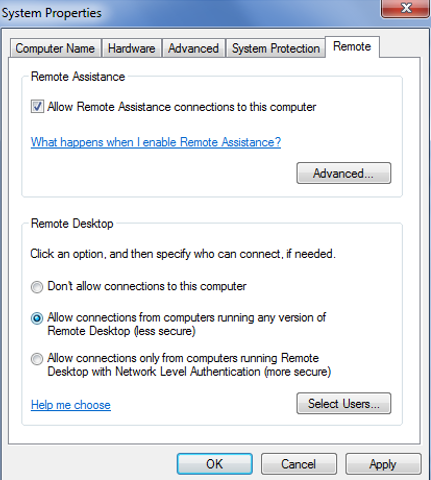 System Properties
Computer Name Hardware Advanced System Protection Remote
Remote Assistance
Allow Remote Assistance connections to this computer
What happens when I enable Remote Assistance?
Advanced...
Remote Desktop
Click an option, and then specify who can connect, if needed.
Don't allow connections to this computer
Allow connections from computers running any version of
Remote Desktop (less secure)
Allow connections only from computers running Remote
Desktop with Network Level Authentication (more secure)
Help me choose
Select Users...
OK Cancel Apply